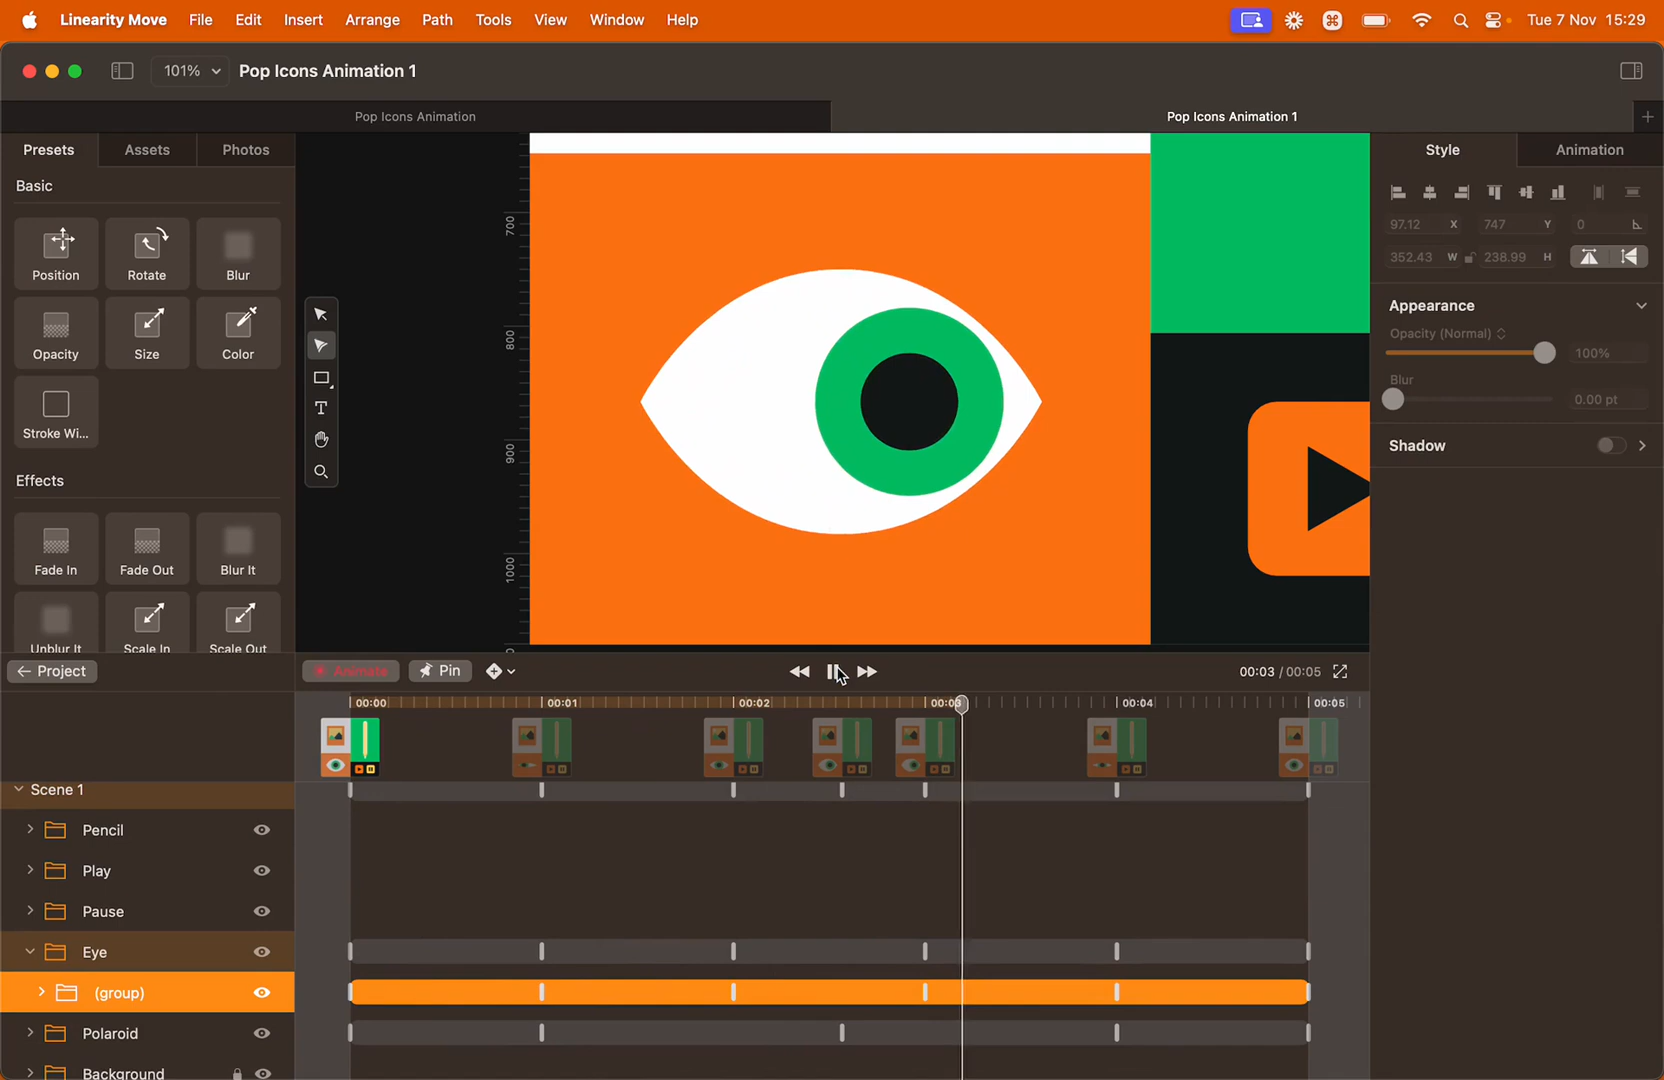 Linearity Move File Edit Insert Arrange Path Tools View Window Help Tue 7 Nov 15:29
101% Pop Icons Animation 1
Pop Icons Animation Pop Icons Animation 1
Presets Assets Photos Style Animation
Basic
97.12 X 747 Y 0
352.43 W 238.99 H
Position Rotate Blur
Appearance
Opacity (Normal)
100%
Opacity Size Color
Blur
0.00 pt
Stroke Wi...
Shadow
Effects
Fade In Fade Out Blur It
Unblur It Scale In Scale Out
700
800
900
1000
Project Animate Pin 00:03 / 00:05
00:00 00:01 00:02 00:03 00:04 00:05
Scene 1
Pencil
Play
Pause
Eye
(group)
Polaroid
Background